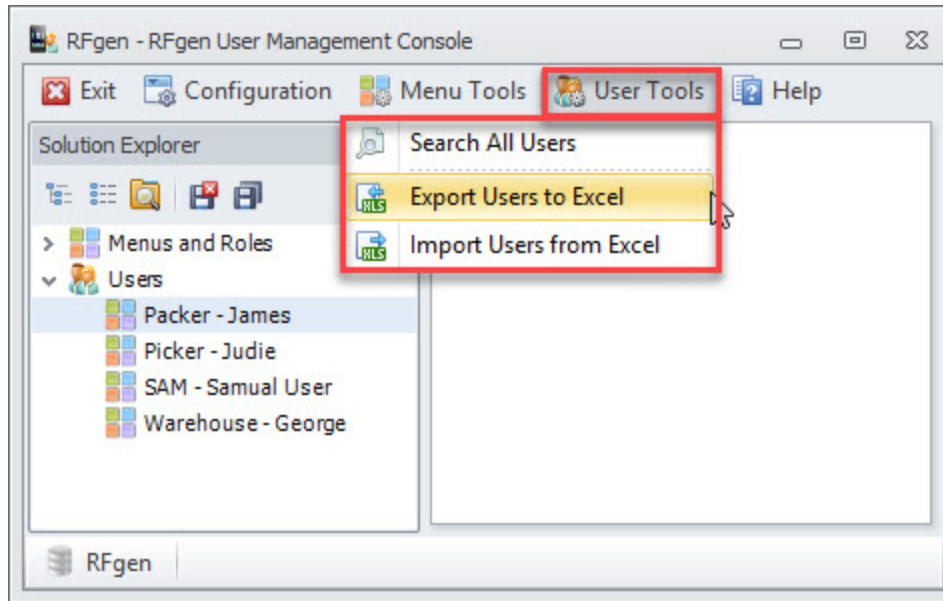 RFgen - RFgen User Management Console
Exit Configuration Menu Tools User Tools Help
Solution Explorer
Search All Users
Export Users to Excel
Import Users from Excel
Menus and Roles
Users
Packer - James
Picker - Judie
SAM - Samual User
Warehouse - George
RFgen